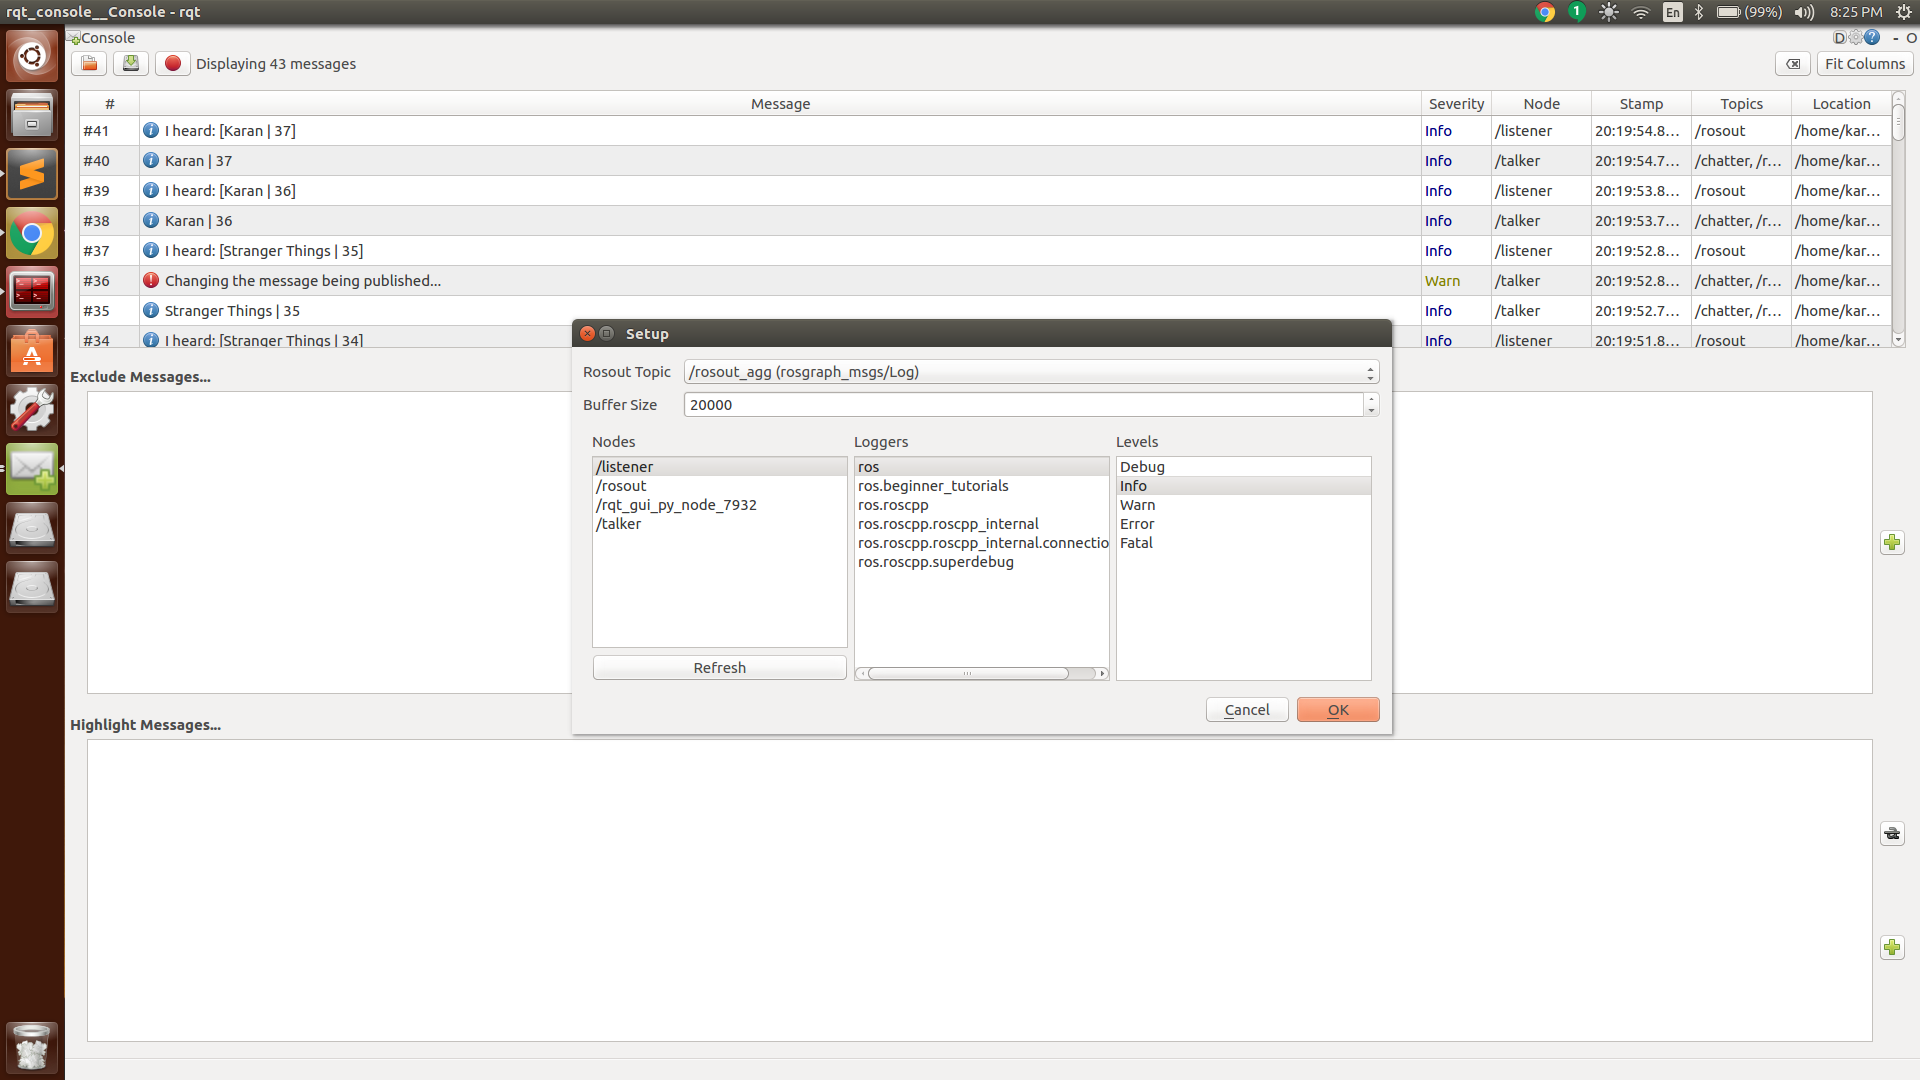 rqt_console__Console - rqt
1 En (99%) 8:25 PM
Console D - O
Displaying 43 messages Fit Columns
# Message Severity Node Stamp Topics Location
#41 I heard: [Karan | 37] Info /listener 20:19:54.8... /rosout /home/kar...
#40 Karan | 37 Info /talker 20:19:54.7... /chatter, /r... /home/kar...
#39 I heard: [Karan | 36] Info /listener 20:19:53.8... /rosout /home/kar...
#38 Karan | 36 Info /talker 20:19:53.7... /chatter, /r... /home/kar...
#37 I heard: [Stranger Things | 35] Info /listener 20:19:52.8... /rosout /home/kar...
#36 Changing the message being published... Warn /talker 20:19:52.8... /chatter, /r... /home/kar...
#35 Stranger Things | 35 Info /talker 20:19:52.7... /chatter, /r... /home/kar...
#34 I heard: [Stranger Things | 34] Info /listener 20:19:51.8... /rosout /home/kar...
Exclude Messages...
Setup
Rosout Topic /rosout_agg (rosgraph_msgs/Log)
Buffer Size 20000
Nodes Loggers Levels
/listener ros Debug
/rosout ros.beginner_tutorials Info
/rqt_gui_py_node_7932 ros.roscpp Warn
/talker ros.roscpp.roscpp_internal Error
ros.roscpp.roscpp_internal.connectio Fatal
ros.roscpp.superdebug
Refresh
Cancel OK
Highlight Messages...